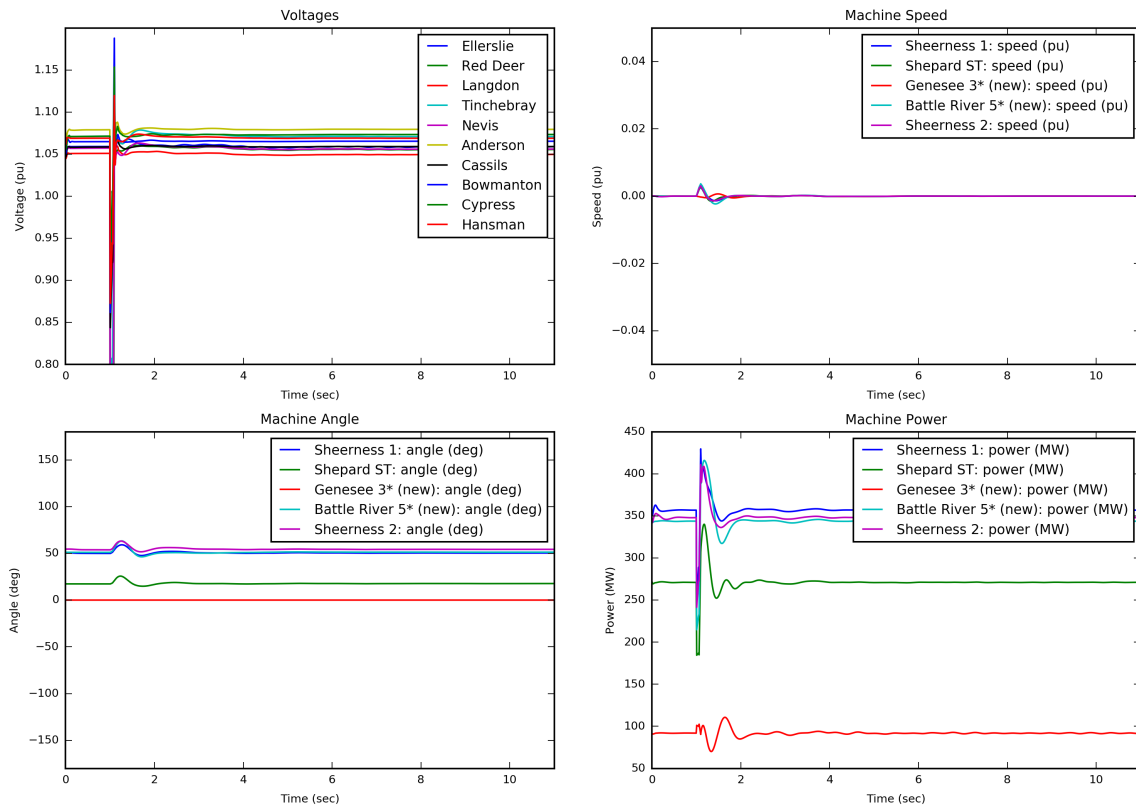 Voltages
Voltage (pu)
1.15
1.10
1.05
1.00
0.95
0.90
0.85
0.80
Ellerslie
Red Deer
Langdon
Tinchebray
Nevis
Anderson
Cassils
Bowmanton
Cypress
Hansman
0 2 4 6 8 10
Time (sec)
Machine Speed
Speed (pu)
0.04
0.02
0.00
−0.02
−0.04
Sheerness 1: speed (pu)
Shepard ST: speed (pu)
Genesee 3* (new): speed (pu)
Battle River 5* (new): speed (pu)
Sheerness 2: speed (pu)
0 2 4 6 8 10
Time (sec)
Machine Angle
Angle (deg)
150
100
50
0
−50
−100
−150
Sheerness 1: angle (deg)
Shepard ST: angle (deg)
Genesee 3* (new): angle (deg)
Battle River 5* (new): angle (deg)
Sheerness 2: angle (deg)
0 2 4 6 8 10
Time (sec)
Machine Power
Power (MW)
450
400
350
300
250
200
150
100
50
Sheerness 1: power (MW)
Shepard ST: power (MW)
Genesee 3* (new): power (MW)
Battle River 5* (new): power (MW)
Sheerness 2: power (MW)
0 2 4 6 8 10
Time (sec)